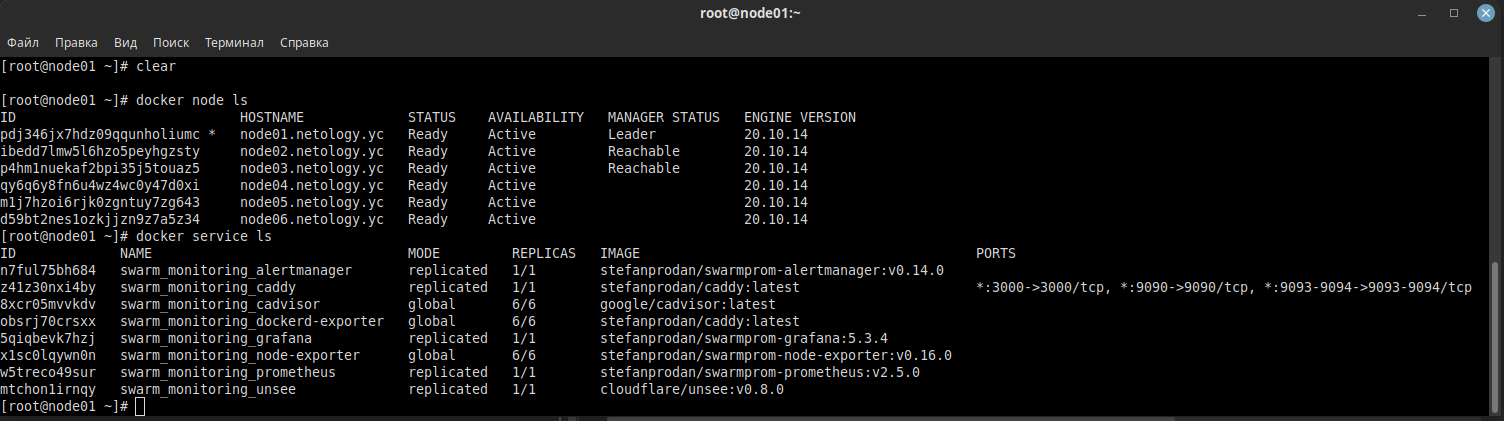 root@node01:~
Файл Правка Вид Поиск Терминал Справка
[root@node01 ~]# clear
[root@node01 ~]# docker node ls
ID HOSTNAME STATUS AVAILABILITY MANAGER STATUS ENGINE VERSION
pdj346jx7hdz09qqunholiumc * node01.netology.yc Ready Active Leader 20.10.14
ibedd7lmw5l6hzo5peyhgzsty node02.netology.yc Ready Active Reachable 20.10.14
p4hm1nuekaf2bpi35j5touaz5 node03.netology.yc Ready Active Reachable 20.10.14
qy6q6y8fn6u4wz4wc0y47d0xi node04.netology.yc Ready Active 20.10.14
m1j7hzoi6rjk0zgntuy7zg643 node05.netology.yc Ready Active 20.10.14
d59bt2nes1ozkjjzn9z7a5z34 node06.netology.yc Ready Active 20.10.14
[root@node01 ~]# docker service ls
ID NAME MODE REPLICAS IMAGE PORTS
n7ful75bh684 swarm_monitoring_alertmanager replicated 1/1 stefanprodan/swarmprom-alertmanager:v0.14.0
z41z30nxi4by swarm_monitoring_caddy replicated 1/1 stefanprodan/caddy:latest *:3000->3000/tcp, *:9090->9090/tcp, *:9093-9094->9093-9094/tcp
8xcr05mvvkdv swarm_monitoring_cadvisor global 6/6 google/cadvisor:latest
obsrj70crsxx swarm_monitoring_dockerd-exporter global 6/6 stefanprodan/caddy:latest
5qiqbevk7hzj swarm_monitoring_grafana replicated 1/1 stefanprodan/swarmprom-grafana:5.3.4
x1sc0lqywn0n swarm_monitoring_node-exporter global 6/6 stefanprodan/swarmprom-node-exporter:v0.16.0
w5treco49sur swarm_monitoring_prometheus replicated 1/1 stefanprodan/swarmprom-prometheus:v2.5.0
mtchon1irnqy swarm_monitoring_unsee replicated 1/1 cloudflare/unsee:v0.8.0
[root@node01 ~]#